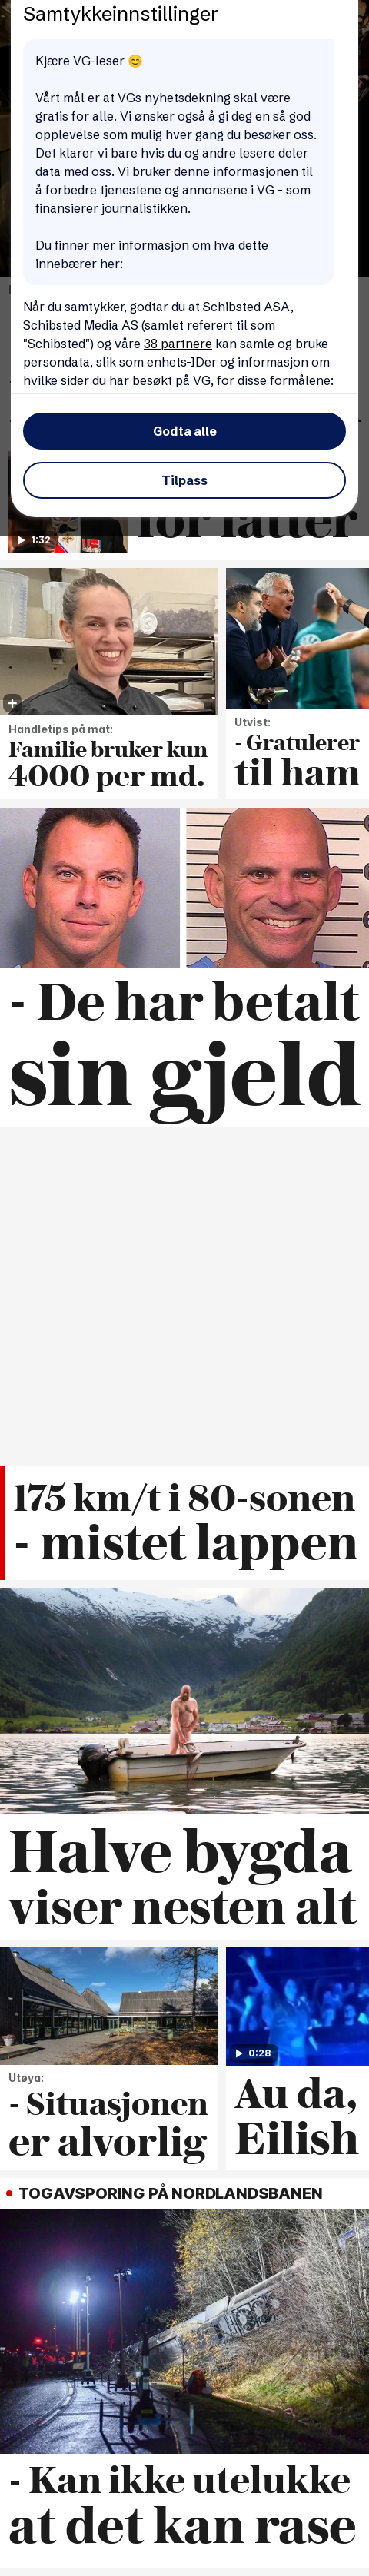 Samtykkeinnstillinger
Kjære VG-leser 😊
Vårt mål er at VGs nyhetsdekning skal være
gratis for alle. Vi ønsker også å gi deg en så god
opplevelse som mulig hver gang du besøker oss.
Det klarer vi bare hvis du og andre lesere deler
data med oss. Vi bruker denne informasjonen til
å forbedre tjenestene og annonsene i VG - som
finansierer journalistikken.
Du finner mer informasjon om hva dette
innebærer her:
Når du samtykker, godtar du at Schibsted ASA,
Schibsted Media AS (samlet referert til som
"Schibsted") og våre 38 partnere kan samle og bruke
persondata, slik som enhets-IDer og informasjon om
hvilke sider du har besøkt på VG, for disse formålene:
Godta alle
Tilpass
for latter
1:32
Handletips på mat:
Familie bruker kun
4000 per md.
Utvist:
- Gratulerer
til ham
- De har betalt
sin gjeld
175 km/t i 80-sonen
- mistet lappen
Halve bygda
viser nesten alt
Utøya:
- Situasjonen
er alvorlig
0:28
Au da,
Eilish
TOGAVSPORING PÅ NORDLANDSBANEN
- Kan ikke utelukke
at det kan rase